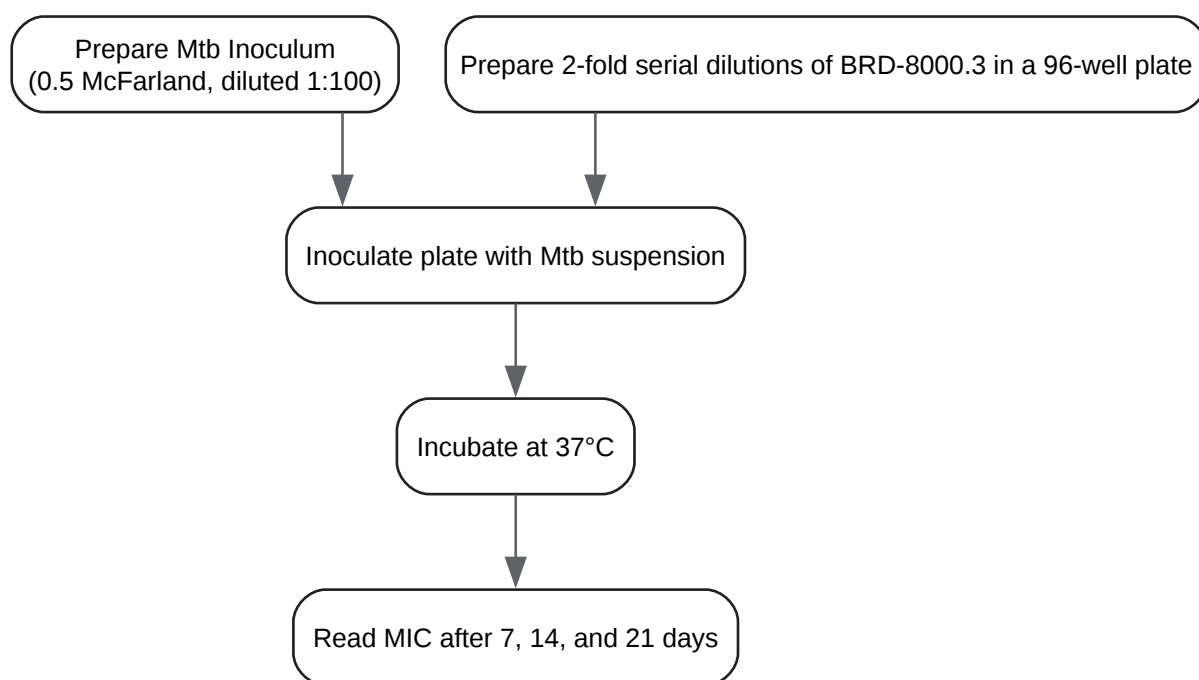 Prepare Mtb Inoculum
(0.5 McFarland, diluted 1:100)
Prepare 2-fold serial dilutions of BRD-8000.3 in a 96-well plate
Inoculate plate with Mtb suspension
Incubate at 37°C
Read MIC after 7, 14, and 21 days